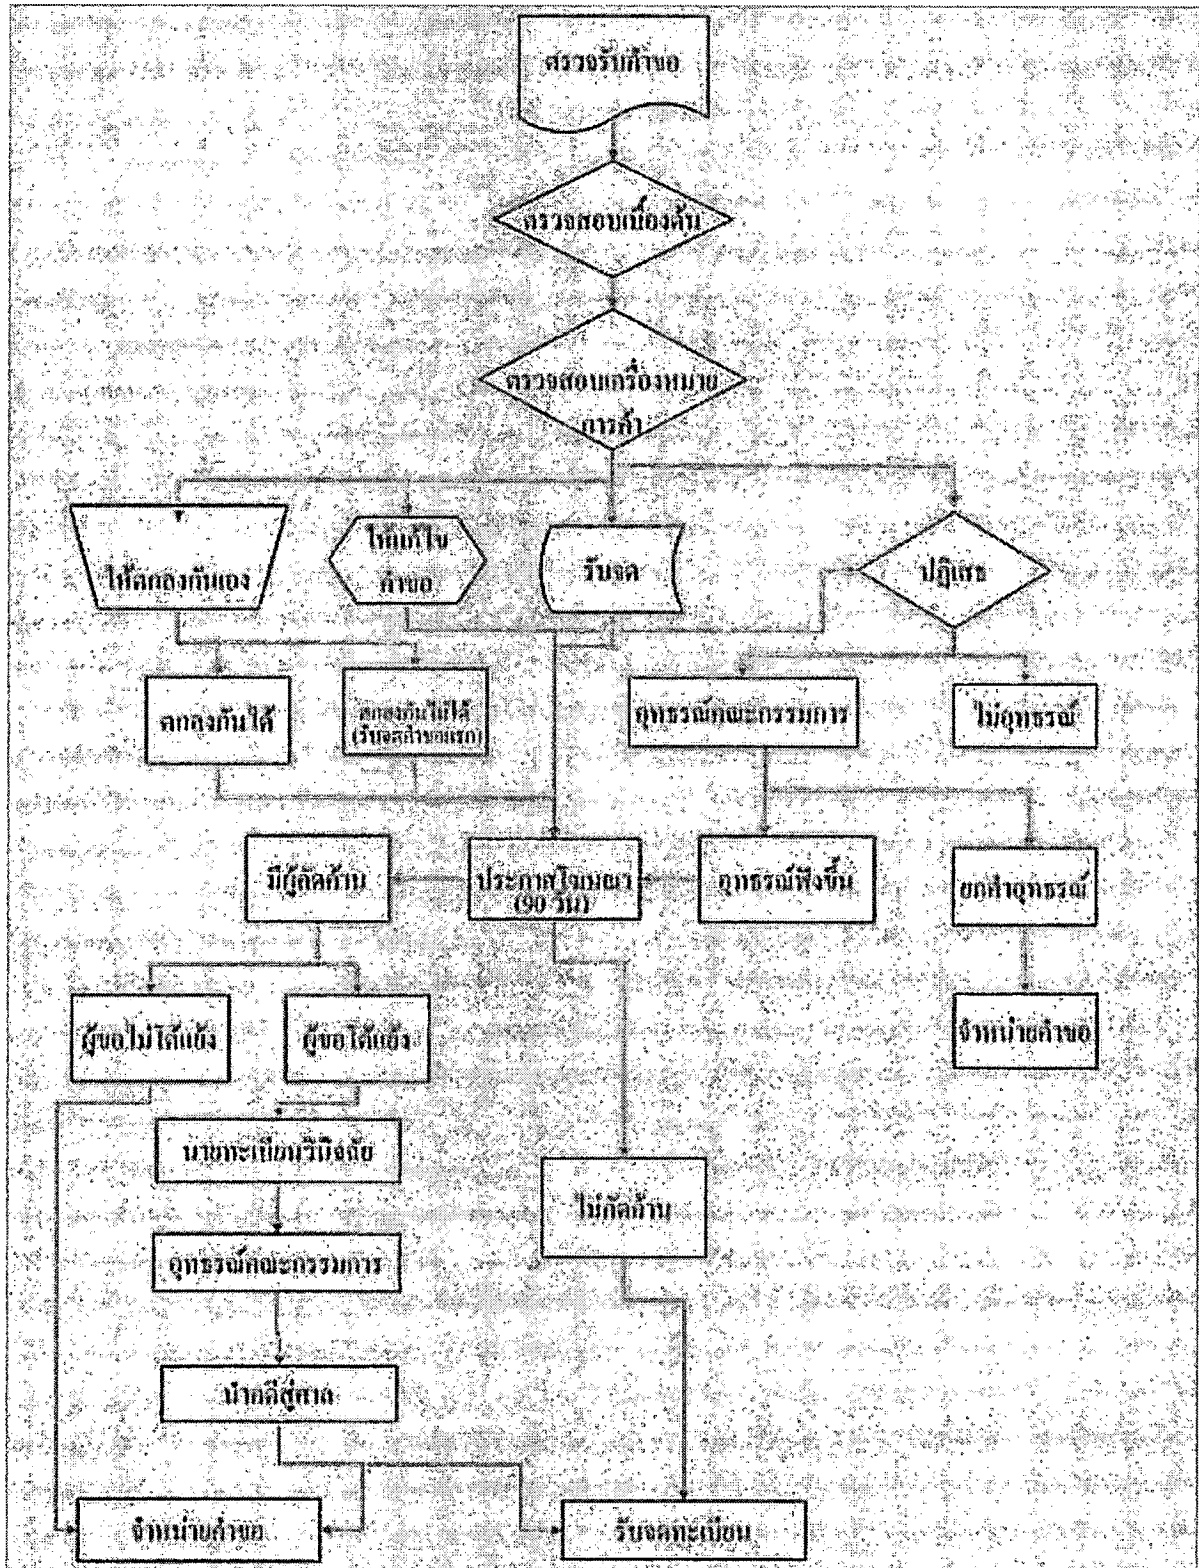 ตรวจรับคำขอ
ตรวจสอบเบื้องต้น
ตรวจสอบเครื่องหมาย
การค้า
ให้ตกลงกันเอง
ให้แก้ไข
คำขอ
รับจด
ปฏิเสธ
ตกลงกันได้
ตกลงกันไม่ได้
(รับจดคำขอแรก)
อุทธรณ์คณะกรรมการ
ไม่อุทธรณ์
มีผู้คัดค้าน
ประกาศโฆษณา
(90 วัน)
อุทธรณ์ฟังขึ้น
ยกคำอุทธรณ์
ผู้ขอไม่โต้แย้ง
ผู้ขอโต้แย้ง
จำหน่ายคำขอ
นายทะเบียนวินิจฉัย
ไม่คัดค้าน
อุทธรณ์คณะกรรมการ
นำคดีสู่ศาล
จำหน่ายคำขอ
รับจดทะเบียน